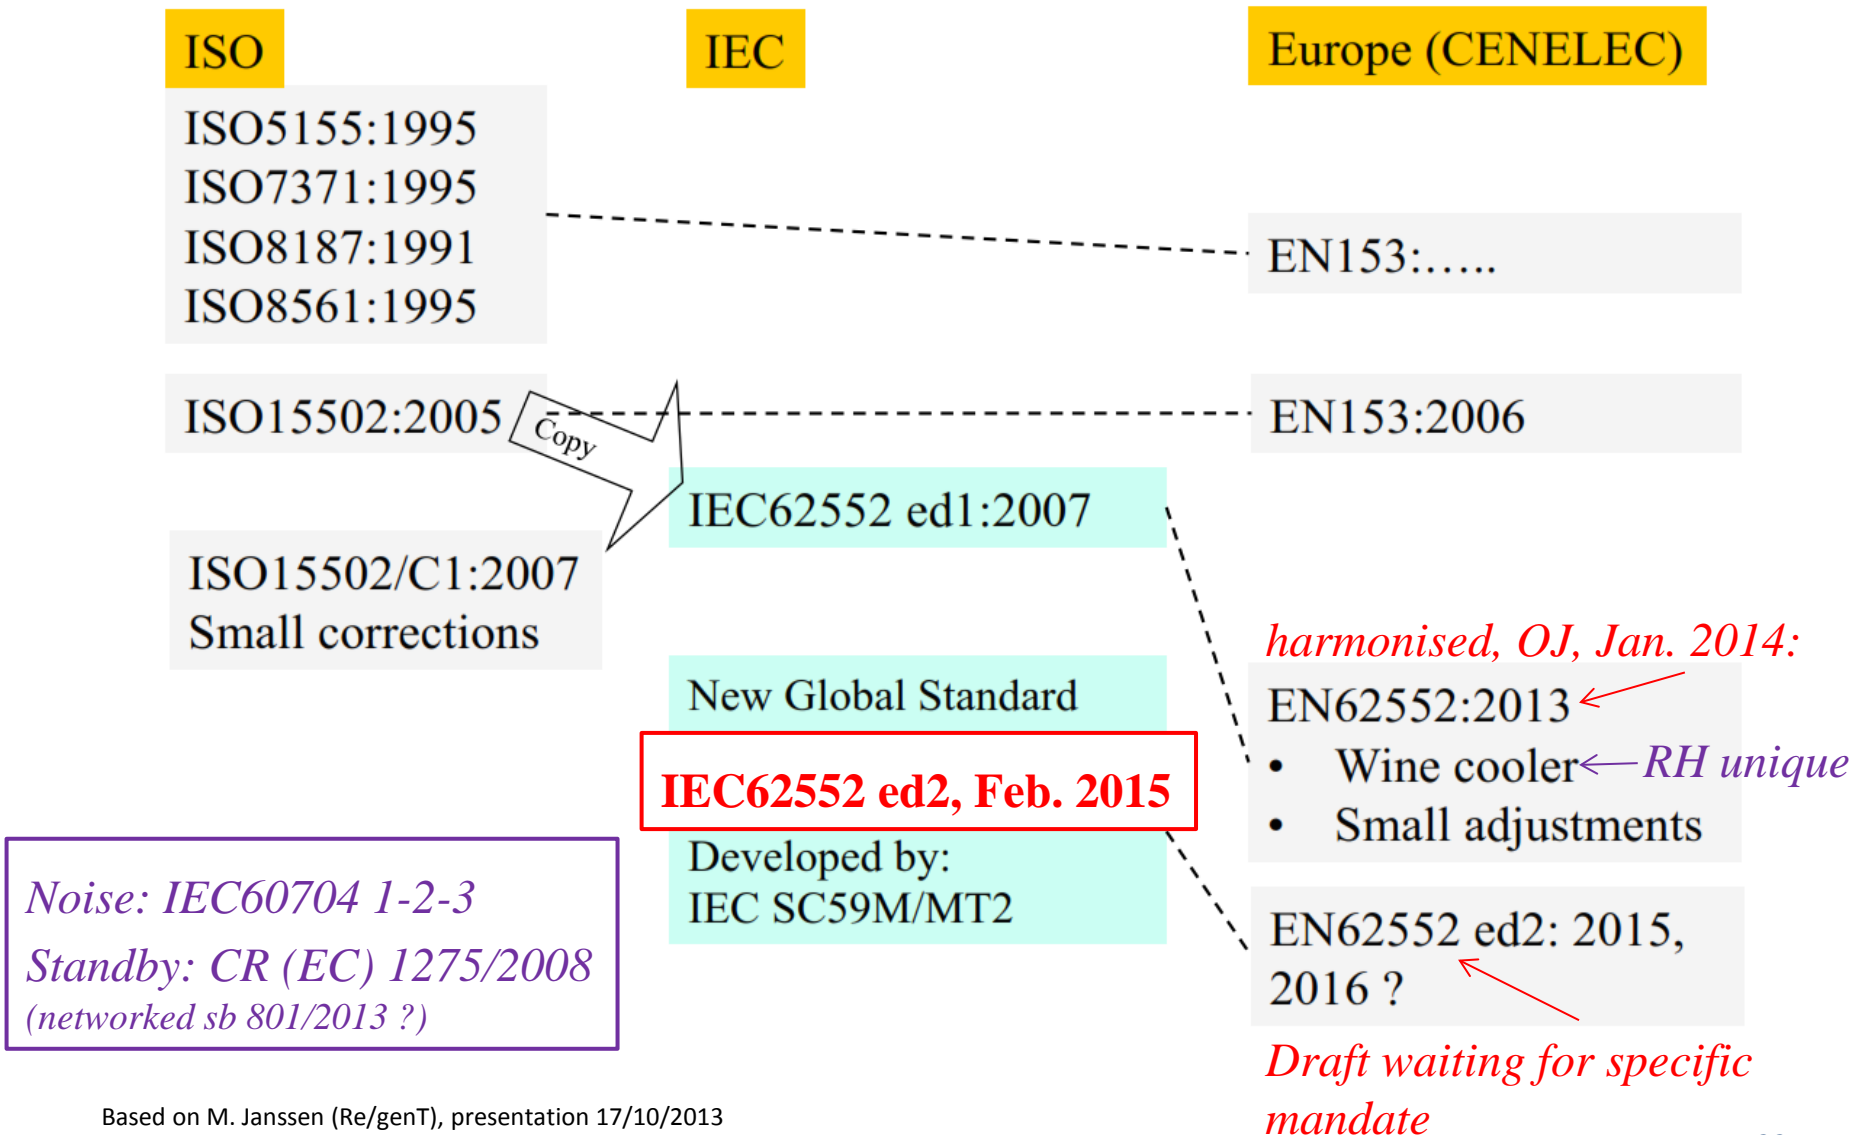 ISO
IEC
Europe (CENELEC)
ISO5155:1995
ISO7371:1995
ISO8187:1991
ISO8561:1995
EN153:.....
ISO15502:2005
Copy
EN153:2006
IEC62552 ed1:2007
ISO15502/C1:2007
Small corrections
harmonised, OJ, Jan. 2014:
New Global Standard
EN62552:2013
• Wine cooler
RH unique
• Small adjustments
IEC62552 ed2, Feb. 2015
Developed by:
IEC SC59M/MT2
Noise: IEC60704 1-2-3
Standby: CR (EC) 1275/2008
(networked sb 801/2013 ?)
EN62552 ed2: 2015,
2016 ?
Draft waiting for specific
mandate
Based on M. Janssen (Re/genT), presentation 17/10/2013